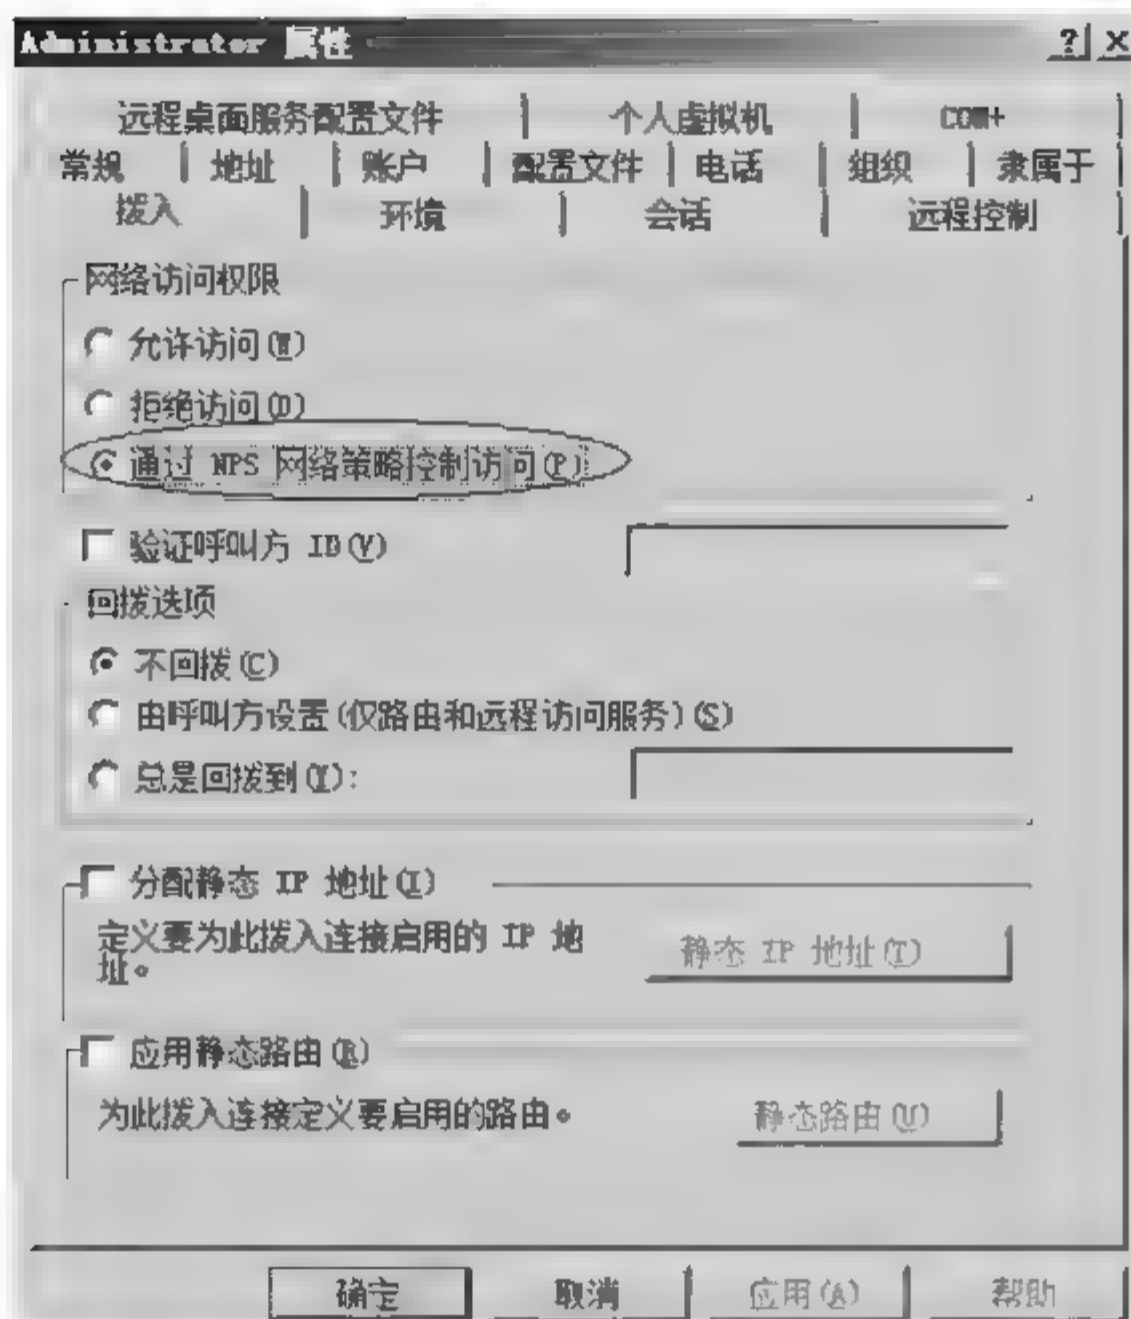 Administrator 属性 ? ×
远程桌面服务配置文件 个人虚拟机 COM+
常规 地址 账户 配置文件 电话 组织 隶属于
拨入 环境 会话 远程控制
网络访问权限
允许访问(W)
拒绝访问(D)
通过 NPS 网络策略控制访问(P)
验证呼叫方 ID(V)
回拨选项
不回拨(C)
由呼叫方设置(仅路由和远程访问服务)(S)
总是回拨到(Y):
分配静态 IP 地址(I)
定义要为此拨入连接启用的 IP 地
址。
静态 IP 地址(I)
应用静态路由(R)
为此拨入连接定义要启用的路由。
静态路由(U)
确定 取消 应用(A) 帮助